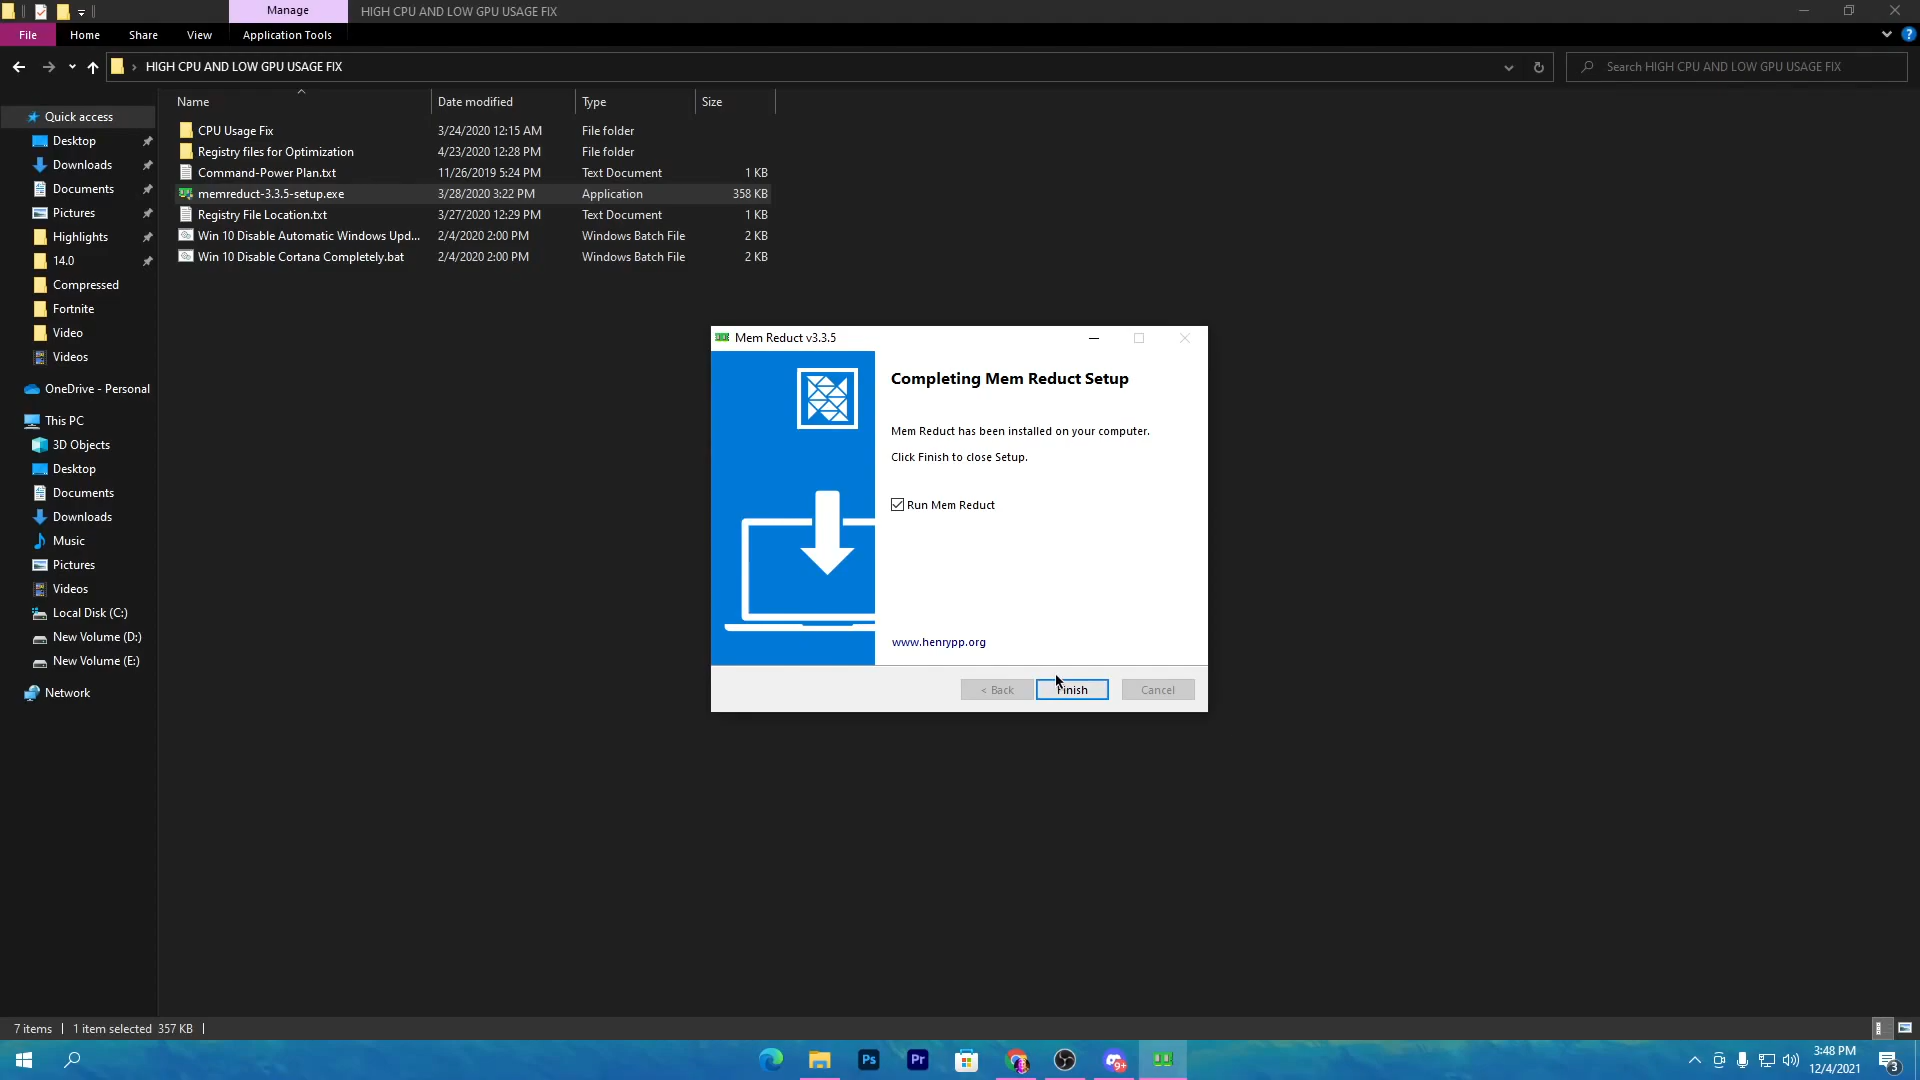 Manage
HIGH CPU AND LOW GPU USAGE FIX
File
Home
Share
View
Application Tools
HIGH CPU AND LOW GPU USAGE FIX
Search HIGH CPU AND LOW GPU USAGE FIX
Name
Date modified
Type
Size
CPU Usage Fix 3/24/2020 12:15 AM File folder
Registry files for Optimization 4/23/2020 12:28 PM File folder
Command-Power Plan.txt 11/26/2019 5:24 PM Text Document 1 KB
memreduct-3.3.5-setup.exe 3/28/2020 3:22 PM Application 358 KB
Registry File Location.txt 3/27/2020 12:29 PM Text Document 1 KB
Win 10 Disable Automatic Windows Upd... 2/4/2020 2:00 PM Windows Batch File 2 KB
Win 10 Disable Cortana Completely.bat 2/4/2020 2:00 PM Windows Batch File 2 KB
Quick access
Desktop
Downloads
Documents
Pictures
Highlights
14.0
Compressed
Fortnite
Video
Videos
OneDrive - Personal
This PC
3D Objects
Desktop
Documents
Downloads
Music
Pictures
Videos
Local Disk (C:)
New Volume (D:)
New Volume (E:)
Network
Mem Reduct v3.3.5
Completing Mem Reduct Setup
Mem Reduct has been installed on your computer.
Click Finish to close Setup.
Run Mem Reduct
www.henrypp.org
< Back
Finish
Cancel
7 items
1 item selected 357 KB
Ps
Pr
9+
3:48 PM
12/4/2021
3